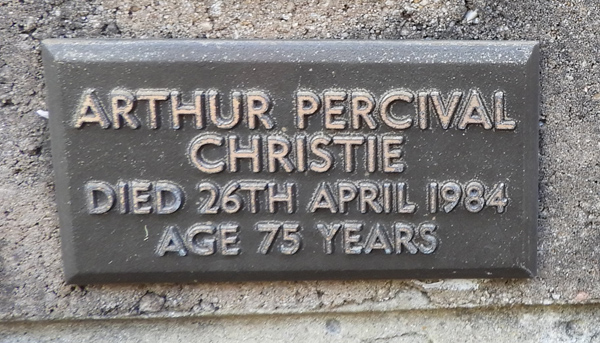 ARTHUR PERCIVAL
CHRISTIE
DIED 26TH APRIL 1984
AGE 75 YEARS